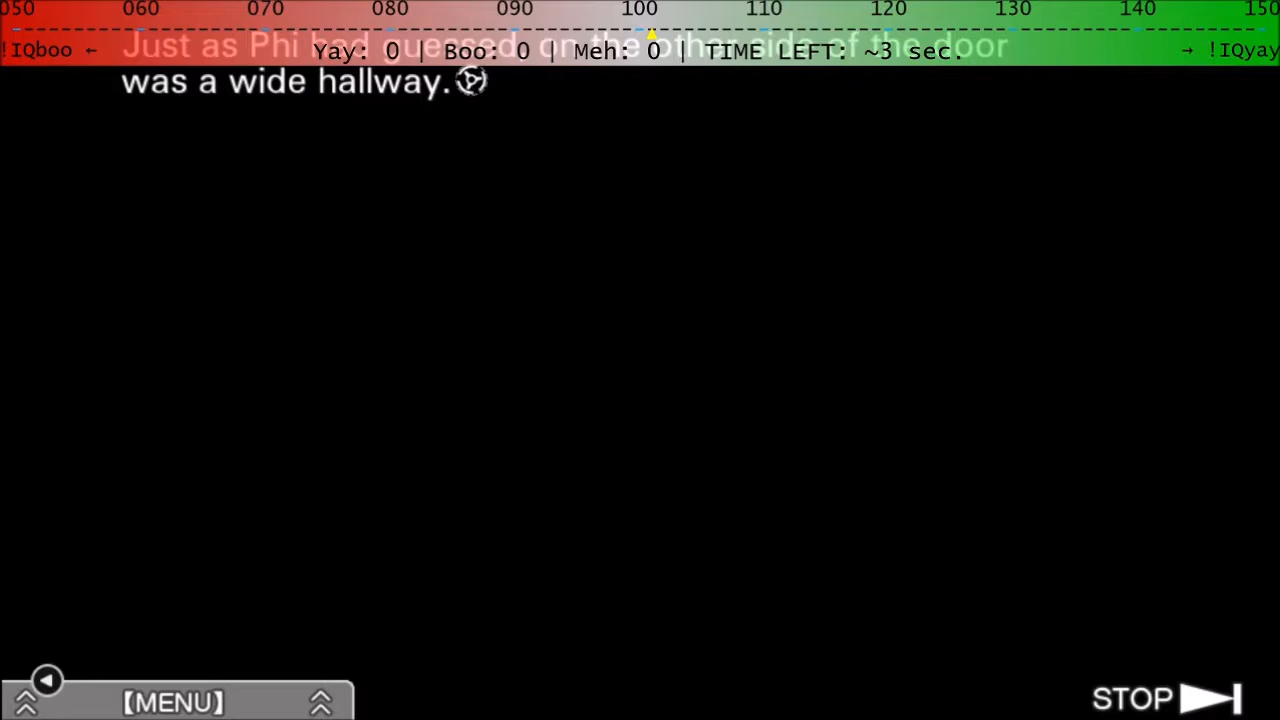 050 060 070 080 090 100 110 120 130 140 150
!IQboo ← Yay: 0 | Boo: 0 | Meh: 0 | TIME LEFT: ~3 sec. → !IQyay
Just as Phi had guessed, on the other side of the door
was a wide hallway.
【MENU】
STOP